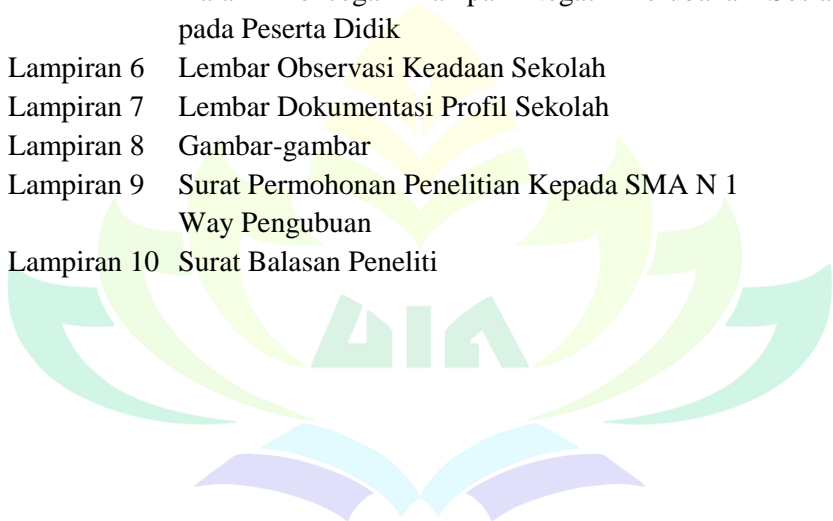 pada Peserta Didik
Lampiran 6 Lembar Observasi Keadaan Sekolah
Lampiran 7 Lembar Dokumentasi Profil Sekolah
Lampiran 8 Gambar-gambar
Lampiran 9 Surat Permohonan Penelitian Kepada SMA N 1
Way Pengubuan
Lampiran 10 Surat Balasan Peneliti
UIN